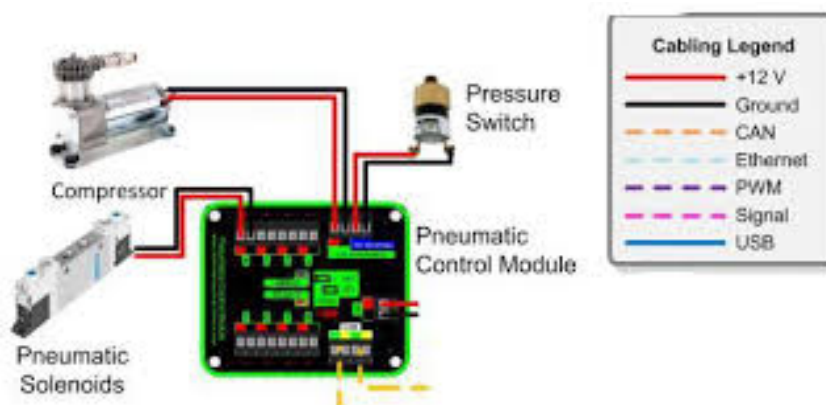 Pressure
Switch
Compressor
Pneumatic
Control Module
Pneumatic
Solenoids
Cabling Legend
+12 V
Ground
CAN
Ethernet
PWM
Signal
USB